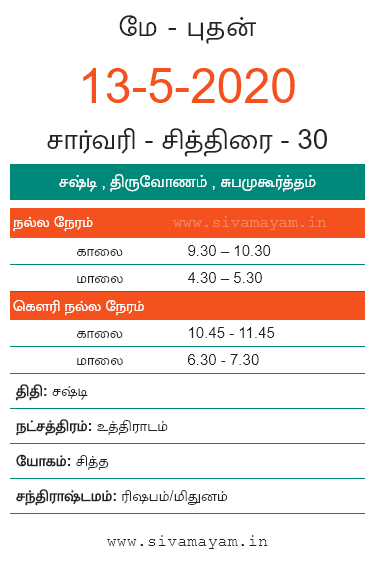 மே - புதன்
13-5-2020
சார்வரி - சித்திரை - 30
சஷ்டி , திருவோணம் , சுபமுகூர்த்தம்
நல்ல நேரம் www.sivamayam.in
காலை 9.30 – 10.30
மாலை 4.30 – 5.30
கௌரி நல்ல நேரம்
காலை 10.45 - 11.45
மாலை 6.30 - 7.30
திதி: சஷ்டி
நட்சத்திரம்: உத்திராடம்
யோகம்: சித்த
சந்திராஷ்டமம்: ரிஷபம்/மிதுனம்
www.sivamayam.in